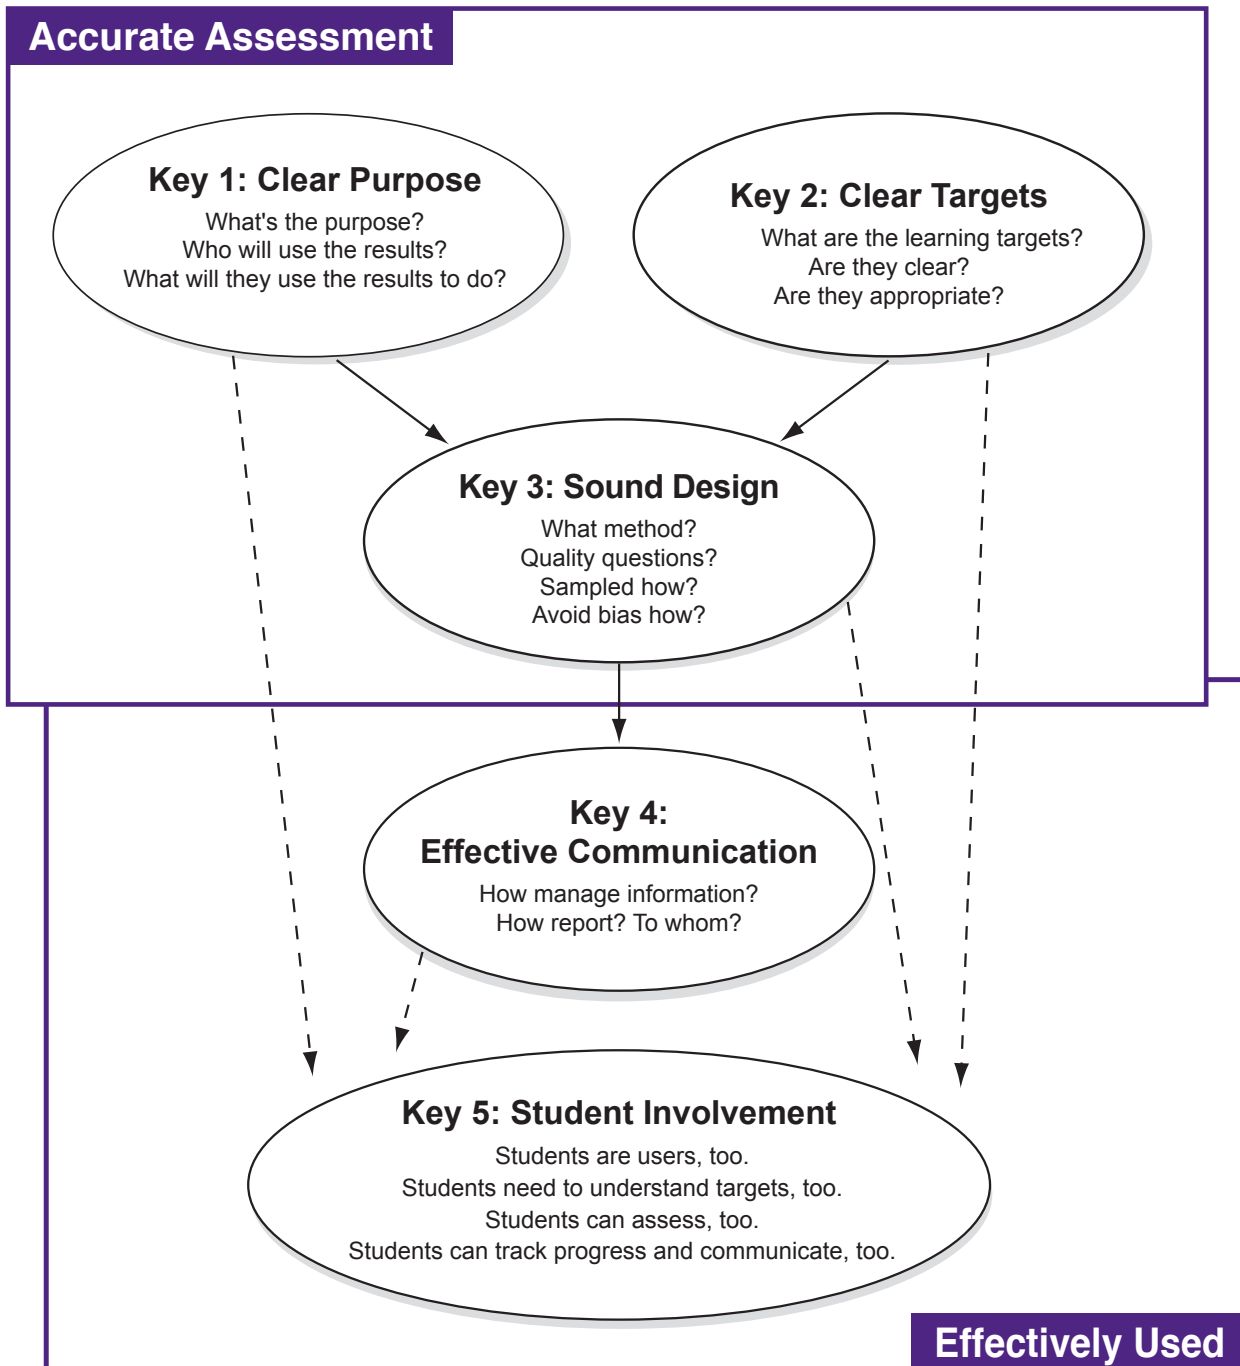 Accurate Assessment
Key 1: Clear Purpose
What's the purpose?
Who will use the results?
What will they use the results to do?
Key 2: Clear Targets
What are the learning targets?
Are they clear?
Are they appropriate?
Key 3: Sound Design
What method?
Quality questions?
Sampled how?
Avoid bias how?
Key 4:
Effective Communication
How manage information?
How report? To whom?
Key 5: Student Involvement
Students are users, too.
Students need to understand targets, too.
Students can assess, too.
Students can track progress and communicate, too.
Effectively Used